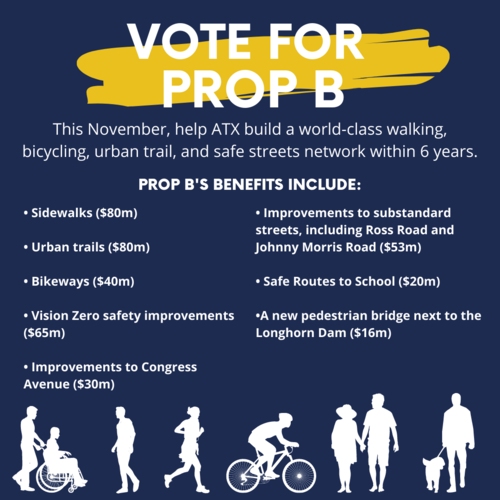 VOTE FOR
PROP B
This November, help ATX build a world-class walking,
bicycling, urban trail, and safe streets network within 6 years.
PROP B'S BENEFITS INCLUDE:
• Sidewalks ($80m)
• Urban trails ($80m)
• Bikeways ($40m)
• Vision Zero safety improvements
($65m)
• Improvements to Congress
Avenue ($30m)
• Improvements to substandard
streets, including Ross Road and
Johnny Morris Road ($53m)
• Safe Routes to School ($20m)
•A new pedestrian bridge next to the
Longhorn Dam ($16m)